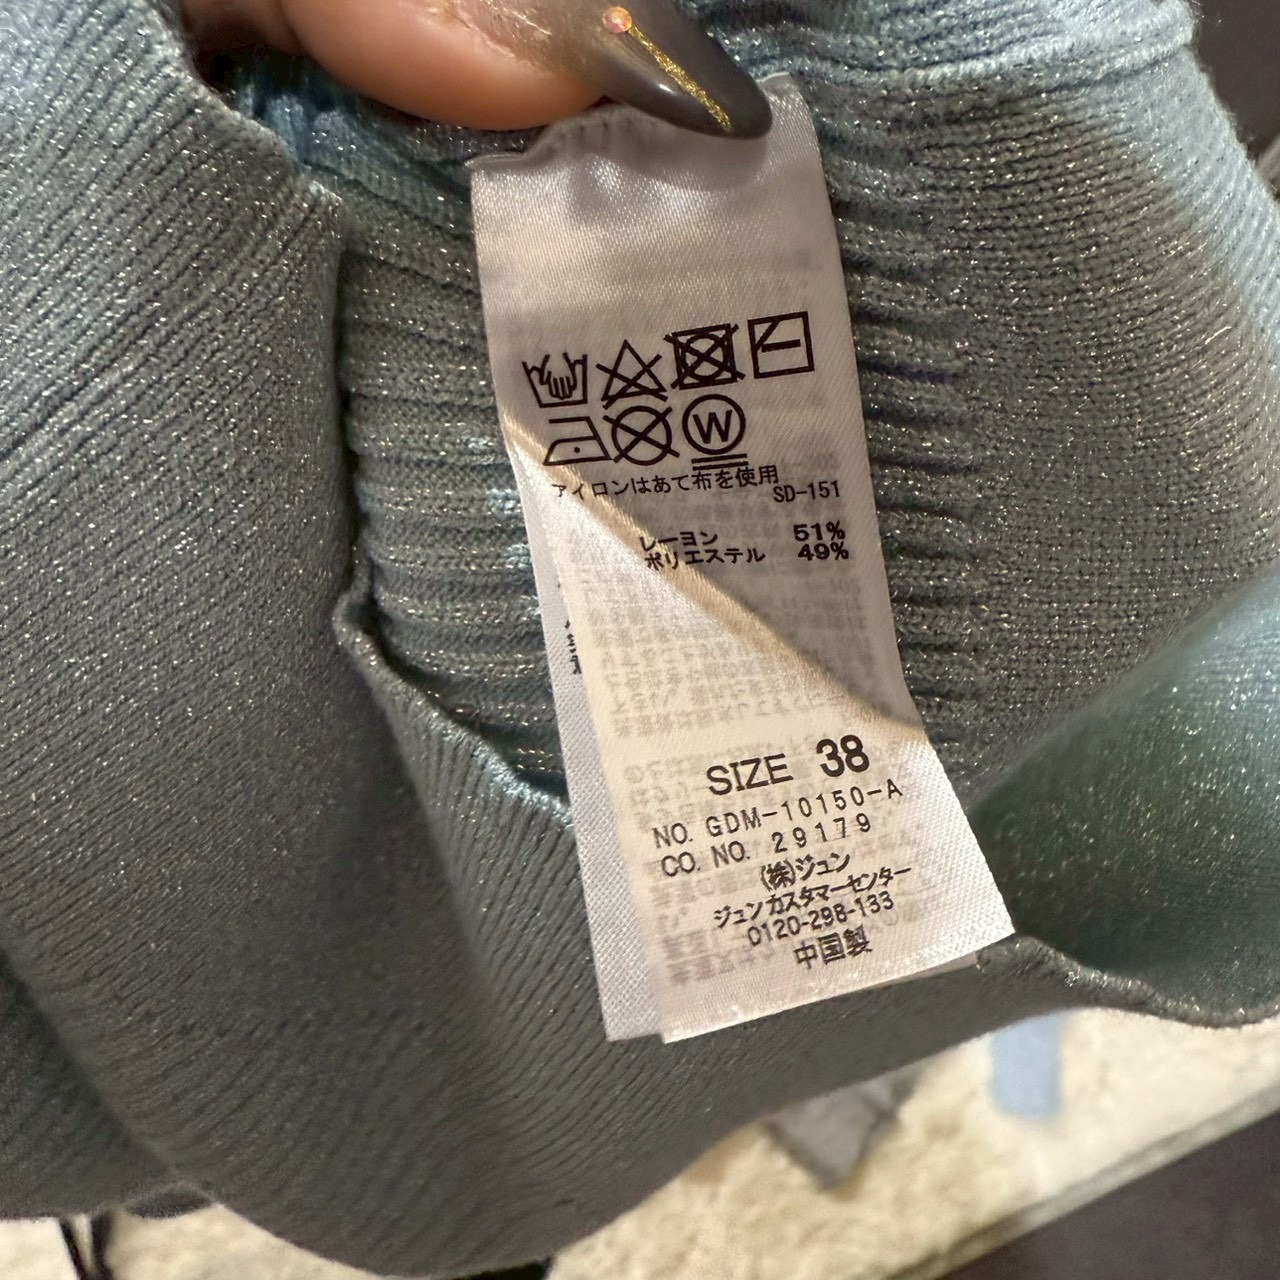 W
アイロンはあて布を使用
SD-151
レーヨン 51%
ポリエステル 49%
SIZE 38
NO. GDM-10150-A
CO. NO. 29179
(株)ジュン
ジュンカスタマーセンター
0120-298-133
中国製